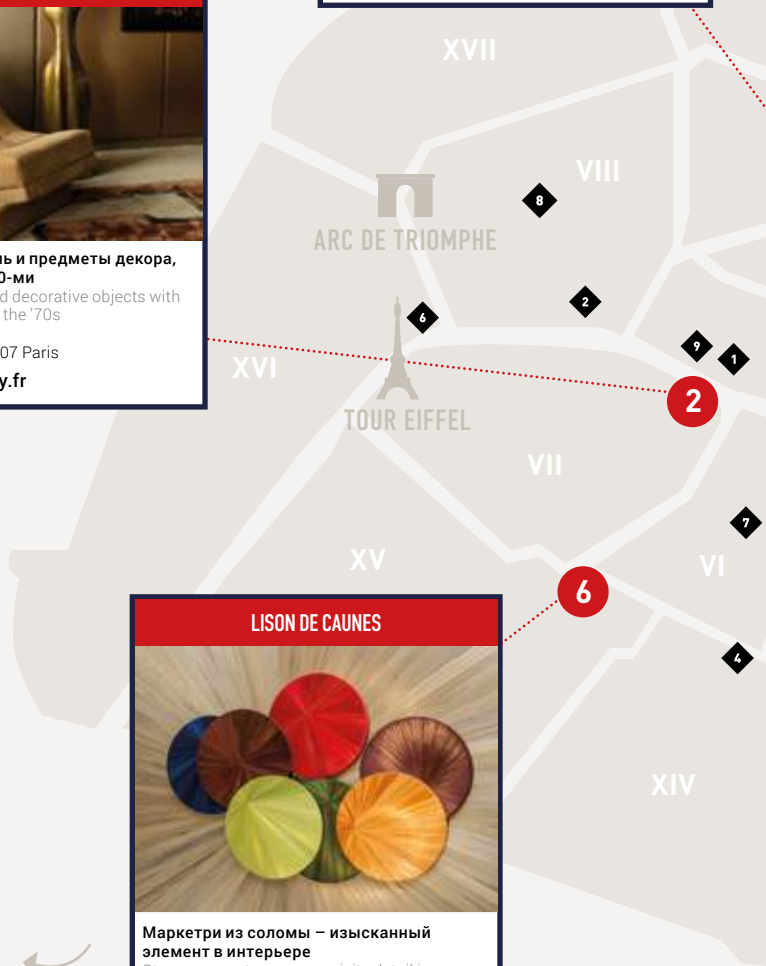 XVII
VIII
8
ARC DE TRIOMPHE
и предметы декора,
0-ми
decorative objects with
the ’70s
07 Paris
y.fr
2
6
9
1
XVI
2
TOUR EIFFEL
VII
7
XV
VI
6
LISON DE CAUNES
4
XIV
Маркетри из соломы – изысканный
элемент в интерьере